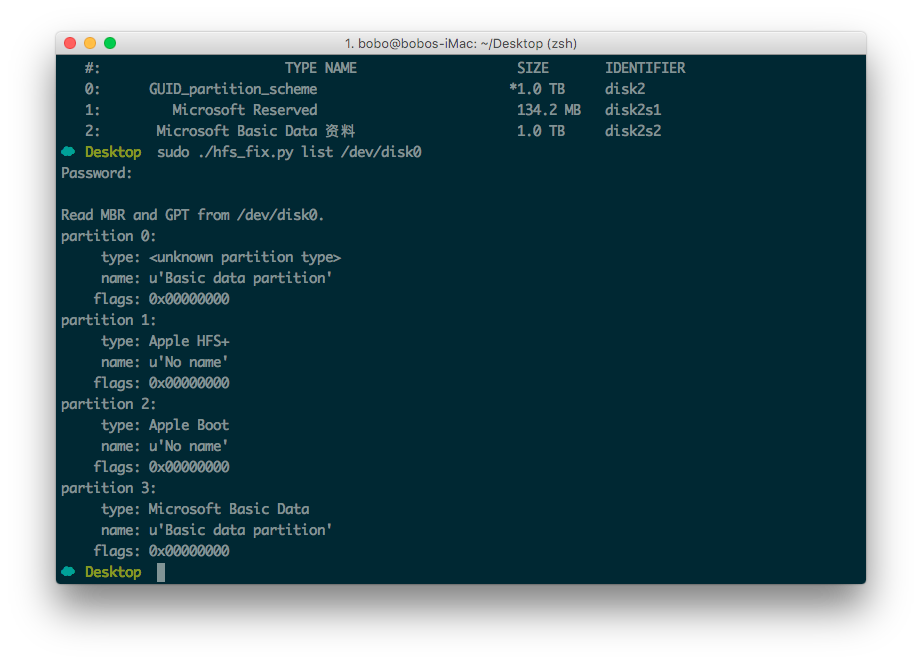 1. bobo@bobos-iMac: ~/Desktop (zsh)
#: TYPE NAME SIZE IDENTIFIER
0: GUID_partition_scheme *1.0 TB disk2
1: Microsoft Reserved 134.2 MB disk2s1
2: Microsoft Basic Data 资料 1.0 TB disk2s2
Desktop sudo ./hfs_fix.py list /dev/disk0
Password:
Read MBR and GPT from /dev/disk0.
partition 0:
type: <unknown partition type>
name: u'Basic data partition'
flags: 0x00000000
partition 1:
type: Apple HFS+
name: u'No name'
flags: 0x00000000
partition 2:
type: Apple Boot
name: u'No name'
flags: 0x00000000
partition 3:
type: Microsoft Basic Data
name: u'Basic data partition'
flags: 0x00000000
Desktop